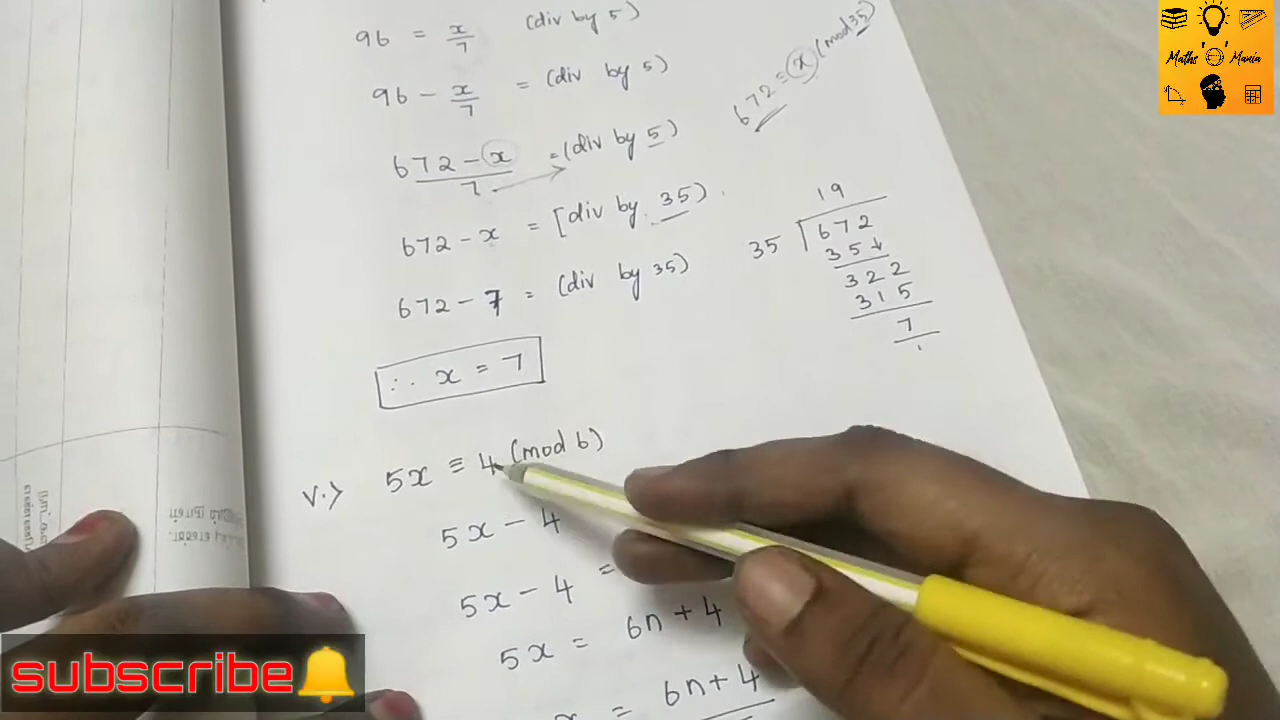 96 = x/7 (div by 5)
96 - x/7 = (div by 5)
672 - x / 7 = (div by 5)
672 - x = [div by 35)
672 - 7 = (div by 35)
∴ x = 7
672 ≡ x (mod 35)
19
35 672
35↓
322
315
7
v.) 5x ≡ 4 (mod 6)
5x - 4
5x - 4 =
5x = 6n + 4
x = 6n + 4
Maths Mania
subscribe